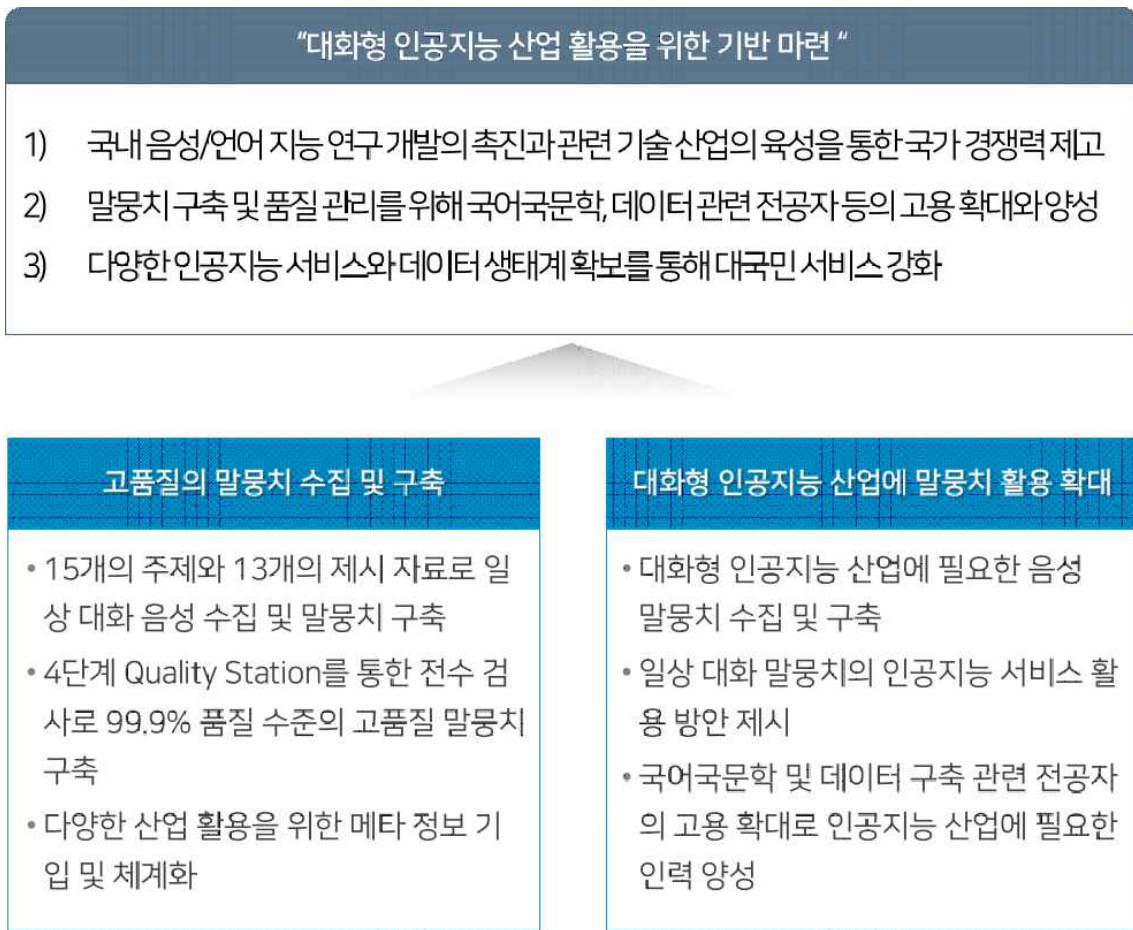 "대화형 인공지능 산업 활용을 위한 기반 마련 "
1) 국내 음성/언어 지능 연구 개발의 촉진과 관련 기술 산업의 육성을 통한 국가 경쟁력 제고
2) 말뭉치 구축 및 품질 관리를 위해 국어국문학, 데이터 관련 전공자 등의 고용 확대와 양성
3) 다양한 인공지능 서비스와 데이터 생태계 확보를 통해 대국민 서비스 강화
고품질의 말뭉치 수집 및 구축
• 15개의 주제와 13개의 제시 자료로 일
상 대화 음성 수집 및 말뭉치 구축
• 4단계 Quality Station를 통한 전수 검
사로 99.9% 품질 수준의 고품질 말뭉치
구축
• 다양한 산업 활용을 위한 메타 정보 기
입 및 체계화
대화형 인공지능 산업에 말뭉치 활용 확대
• 대화형 인공지능 산업에 필요한 음성
말뭉치 수집 및 구축
• 일상 대화 말뭉치의 인공지능 서비스 활
용 방안 제시
• 국어국문학 및 데이터 구축 관련 전공자
의 고용 확대로 인공지능 산업에 필요한
인력 양성